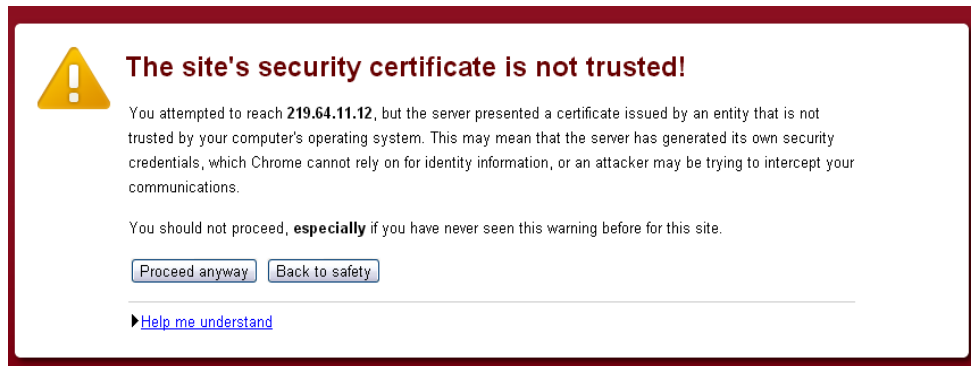 The site's security certificate is not trusted!
You attempted to reach 219.64.11.12, but the server presented a certificate issued by an entity that is not
trusted by your computer's operating system. This may mean that the server has generated its own security
credentials, which Chrome cannot rely on for identity information, or an attacker may be trying to intercept your
communications.
You should not proceed, especially if you have never seen this warning before for this site.
Proceed anyway Back to safety
Help me understand